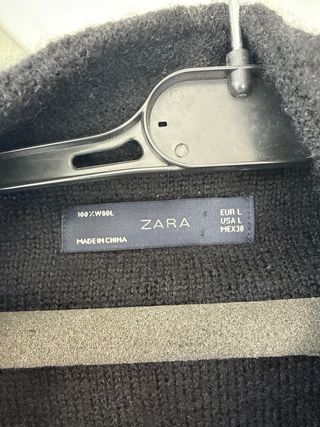 100%WOOL
MADE IN CHINA
ZARA
EUR L
USA L
MEX 30